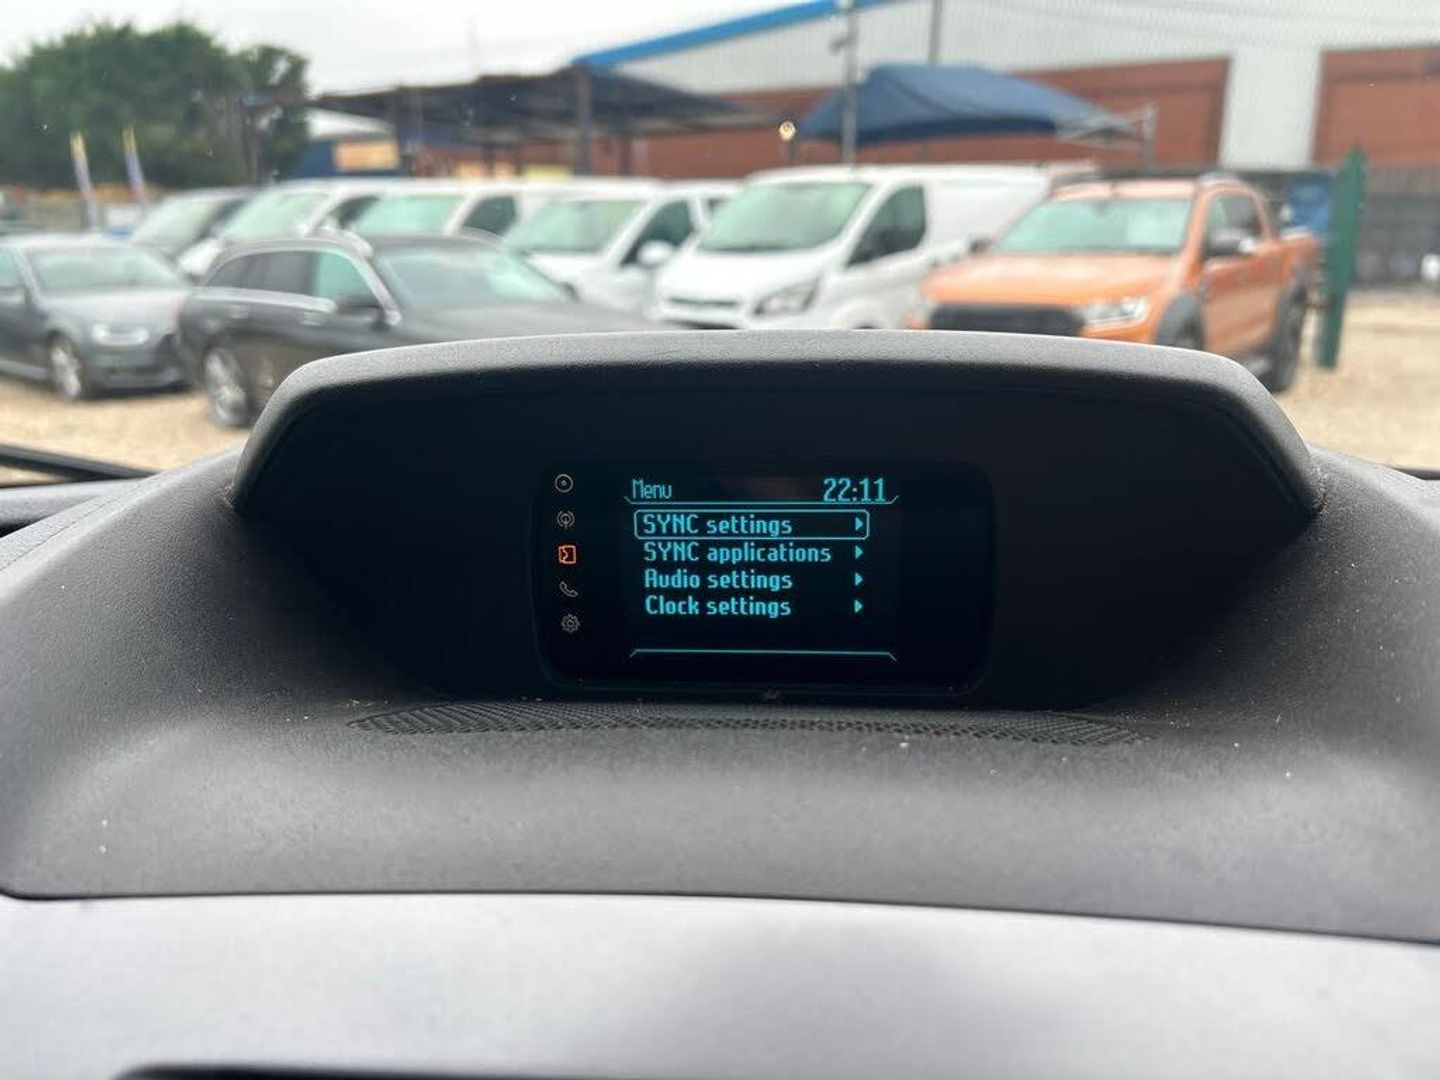 Menu 22:11
SYNC settings
SYNC applications
Audio settings
Clock settings